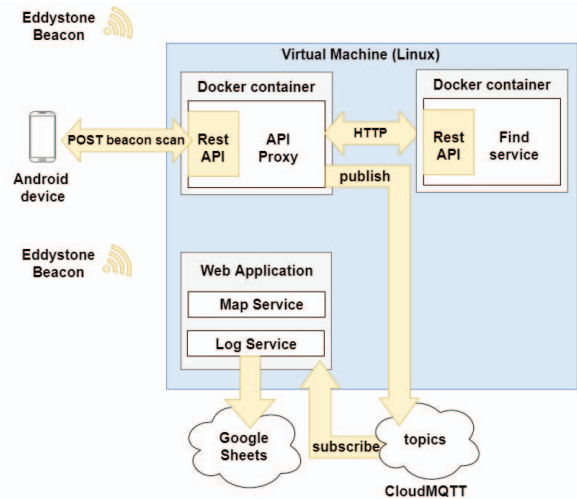 Eddystone
Beacon
Virtual Machine (Linux)
Docker container
Docker container
Rest
API
API
Proxy
HTTP
Rest
API
Find
service
POST beacon scan
Android
device
publish
Eddystone
Beacon
Web Application
Map Service
Log Service
Google
Sheets
subscribe
topics
CloudMQTT